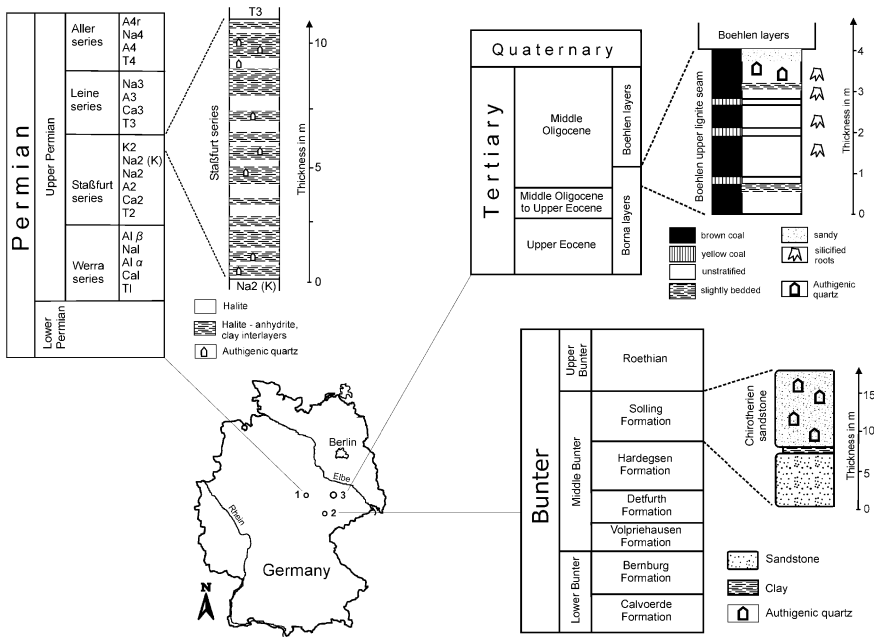 Permian
Upper Permian
Lower
Permian
Aller
series
A4r
Na4
A4
T4
Leine
series
Na3
A3
Ca3
T3
Staßfurt
series
K2
Na2 (K)
Na2
A2
Ca2
T2
Werra
series
Al β
NaI
Al α
CaI
TI
T3
Staßfurt series
Na2 (K)
Thickness in m
10
5
0
Halite
Halite - anhydrite,
clay interlayers
Authigenic quartz
Quaternary
Tertiary
Middle
Oligocene
Boehlen layers
Middle Oligocene
to Upper Eocene
Upper Eocene
Borna layers
Boehlen layers
Boehlen upper lignite seam
Thickness in m
4
3
2
1
0
brown coal
yellow coal
unstratified
slightly bedded
sandy
silicified
roots
Authigenic
quartz
Bunter
Upper
Bunter
Middle Bunter
Lower Bunter
Roethian
Solling
Formation
Hardegsen
Formation
Detfurth
Formation
Volpriehausen
Formation
Bernburg
Formation
Calvoerde
Formation
Chirotherien
sandstone
Thickness in m
15
10
5
0
Sandstone
Clay
Authigenic quartz
Berlin
Elbe
Rhein
1
3
2
Germany
N